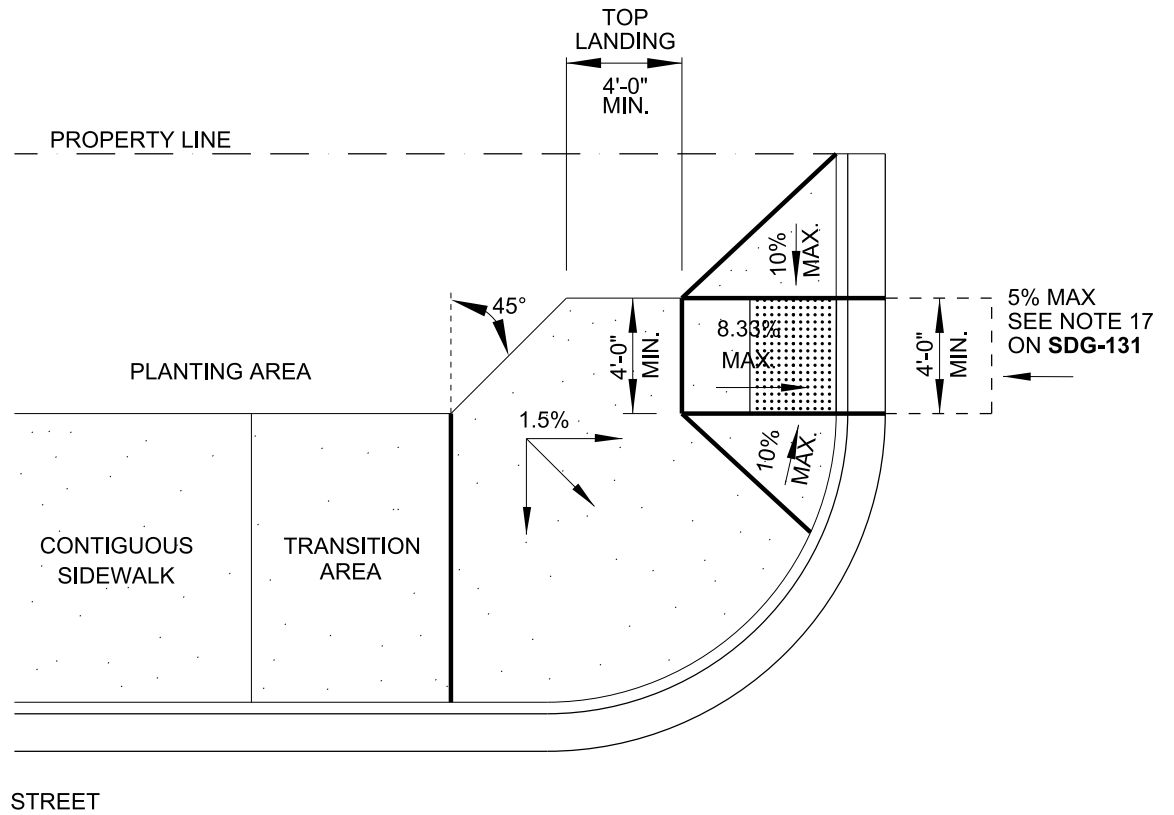 TOP
LANDING
4'-0"
MIN.
PROPERTY LINE
10%
MAX.
45°
5% MAX
SEE NOTE 17
ON SDG-131
8.33%
MAX.
4'-0"
MIN.
4'-0"
MIN.
PLANTING AREA
1.5%
10%
MAX.
CONTIGUOUS
SIDEWALK
TRANSITION
AREA
STREET